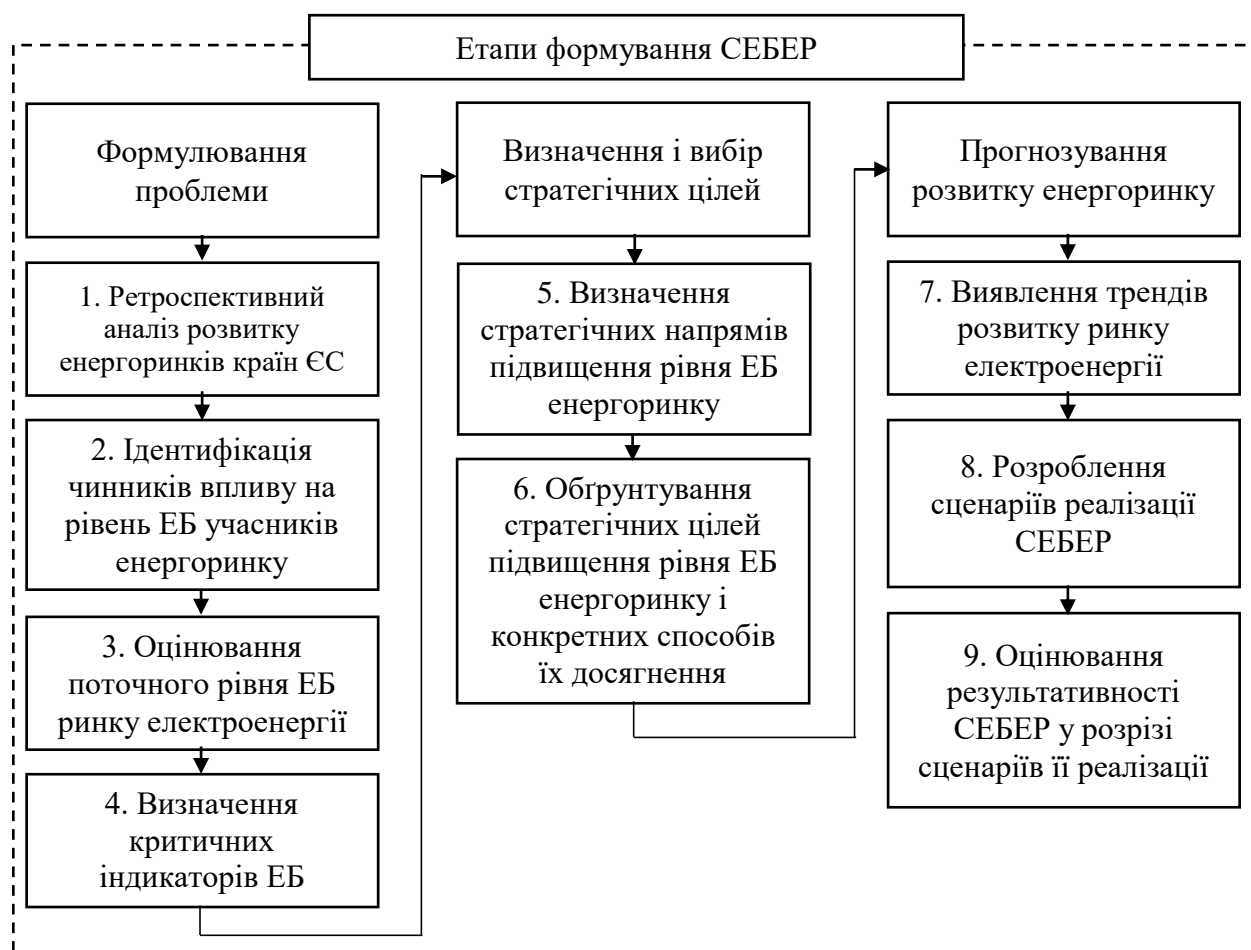 Етапи формування СЕБЕР
Формулювання
проблеми
1. Ретроспективний
аналіз розвитку
енергоринків країн ЄС
2. Ідентифікація
чинників впливу на
рівень ЕБ учасників
енергоринку
3. Оцінювання
поточного рівня ЕБ
ринку електроенергії
4. Визначення
критичних
індикаторів ЕБ
Визначення і вибір
стратегічних цілей
5. Визначення
стратегічних напрямів
підвищення рівня ЕБ
енергоринку
6. Обґрунтування
стратегічних цілей
підвищення рівня ЕБ
енергоринку і
конкретних способів
їх досягнення
Прогнозування
розвитку енергоринку
7. Виявлення трендів
розвитку ринку
електроенергії
8. Розроблення
сценаріїв реалізації
СЕБЕР
9. Оцінювання
результативності
СЕБЕР у розрізі
сценаріїв її реалізації